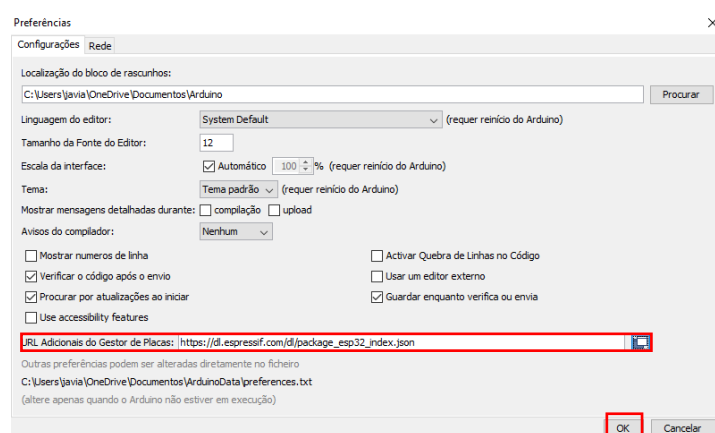 Preferências
Configurações Rede
Localização do bloco de rascunhos:
C:\Users\javia\OneDrive\Documentos\Arduino Procurar
Linguagem do editor: System Default (requer reinício do Arduino)
Tamanho da Fonte do Editor: 12
Escala da interface: Automático 100 % (requer reinício do Arduino)
Tema: Tema padrão (requer reinício do Arduino)
Mostrar mensagens detalhadas durante: compilação upload
Avisos do compilador: Nenhum
Mostrar numeros de linha Activar Quebra de Linhas no Código
Verificar o código após o envio Usar um editor externo
Procurar por atualizações ao iniciar Guardar enquanto verifica ou envia
Use accessibility features
URL Adicionais do Gestor de Placas: https://dl.espressif.com/dl/package_esp32_index.json
Outras preferências podem ser alteradas diretamente no ficheiro
C:\Users\javia\OneDrive\Documentos\ArduinoData\preferences.txt
(altere apenas quando o Arduino não estiver em execução)
OK Cancelar